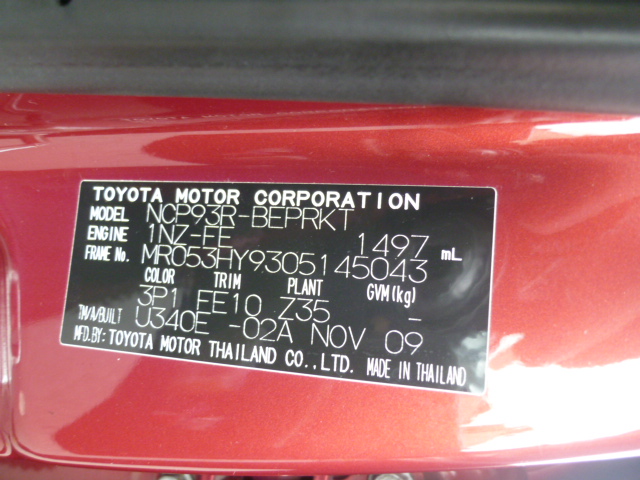 TOYOTA MOTOR CORPORATION
MODEL NCP93R-BEPRKT
ENGINE 1NZ-FE 1497 mL
FRAME No. MR053HY9305145043
COLOR TRIM PLANT GVM(kg)
3P1 FE10 Z35 -
TM/A/BUILT U340E -02A NOV 09
MFD.BY: TOYOTA MOTOR THAILAND CO.,LTD. MADE IN THAILAND